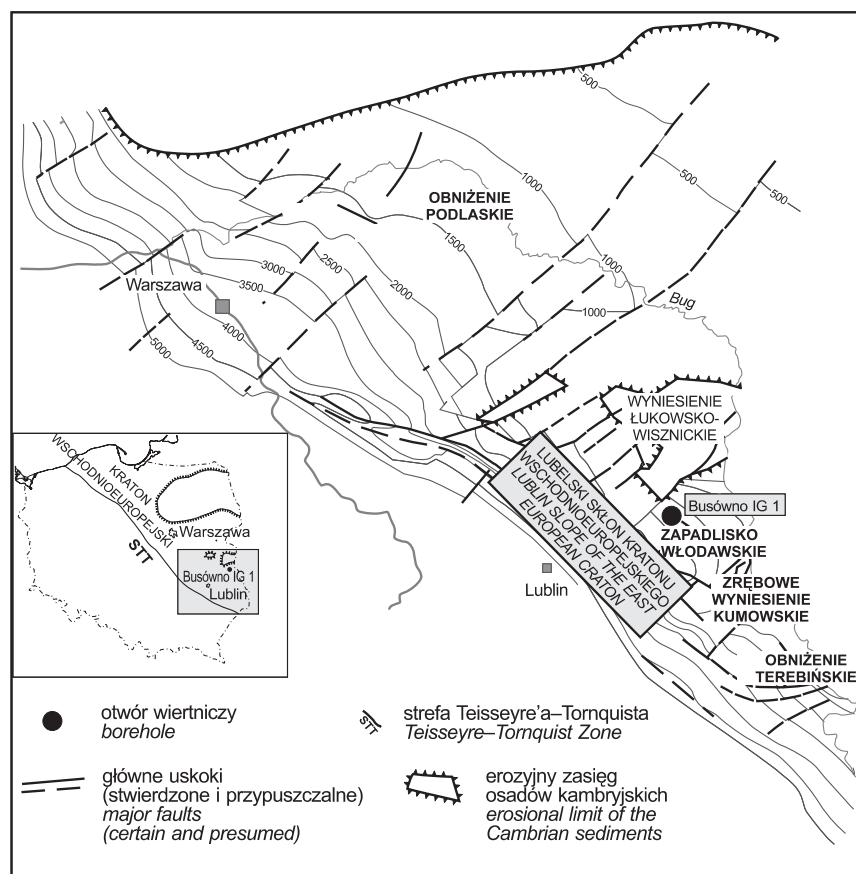 500
1000
500
OBNIŻENIE
PODLASKIE
500
1500
1000
2500
3000
2000
Bug
Warszawa
3500
1000
4000
4500
5000
WYNIESIENIE
ŁUKOWSKO-
WISZNICKIE
LUBELSKI SKŁON KRATONU
WSCHODNIOEUROPEJSKIEGO
LUBLIN SLOPE OF THE EAST
EUROPEAN CRATON
Busówno IG 1
ZAPADLISKO
WŁODAWSKIE
Lublin
ZRĘBOWE
WYNIESIENIE
KUMOWSKIE
OBNIŻENIE
TEREBIŃSKIE
KRATON
WSCHODNIOEUROPEJSKI
STT
Warszawa
Busówno IG 1
Lublin
otwór wiertniczy
borehole
STT
strefa Teisseyre’a–Tornquista
Teisseyre–Tornquist Zone
główne uskoki
(stwierdzone i przypuszczalne)
major faults
(certain and presumed)
erozyjny zasięg
osadów kambryjskich
erosional limit of the
Cambrian sediments